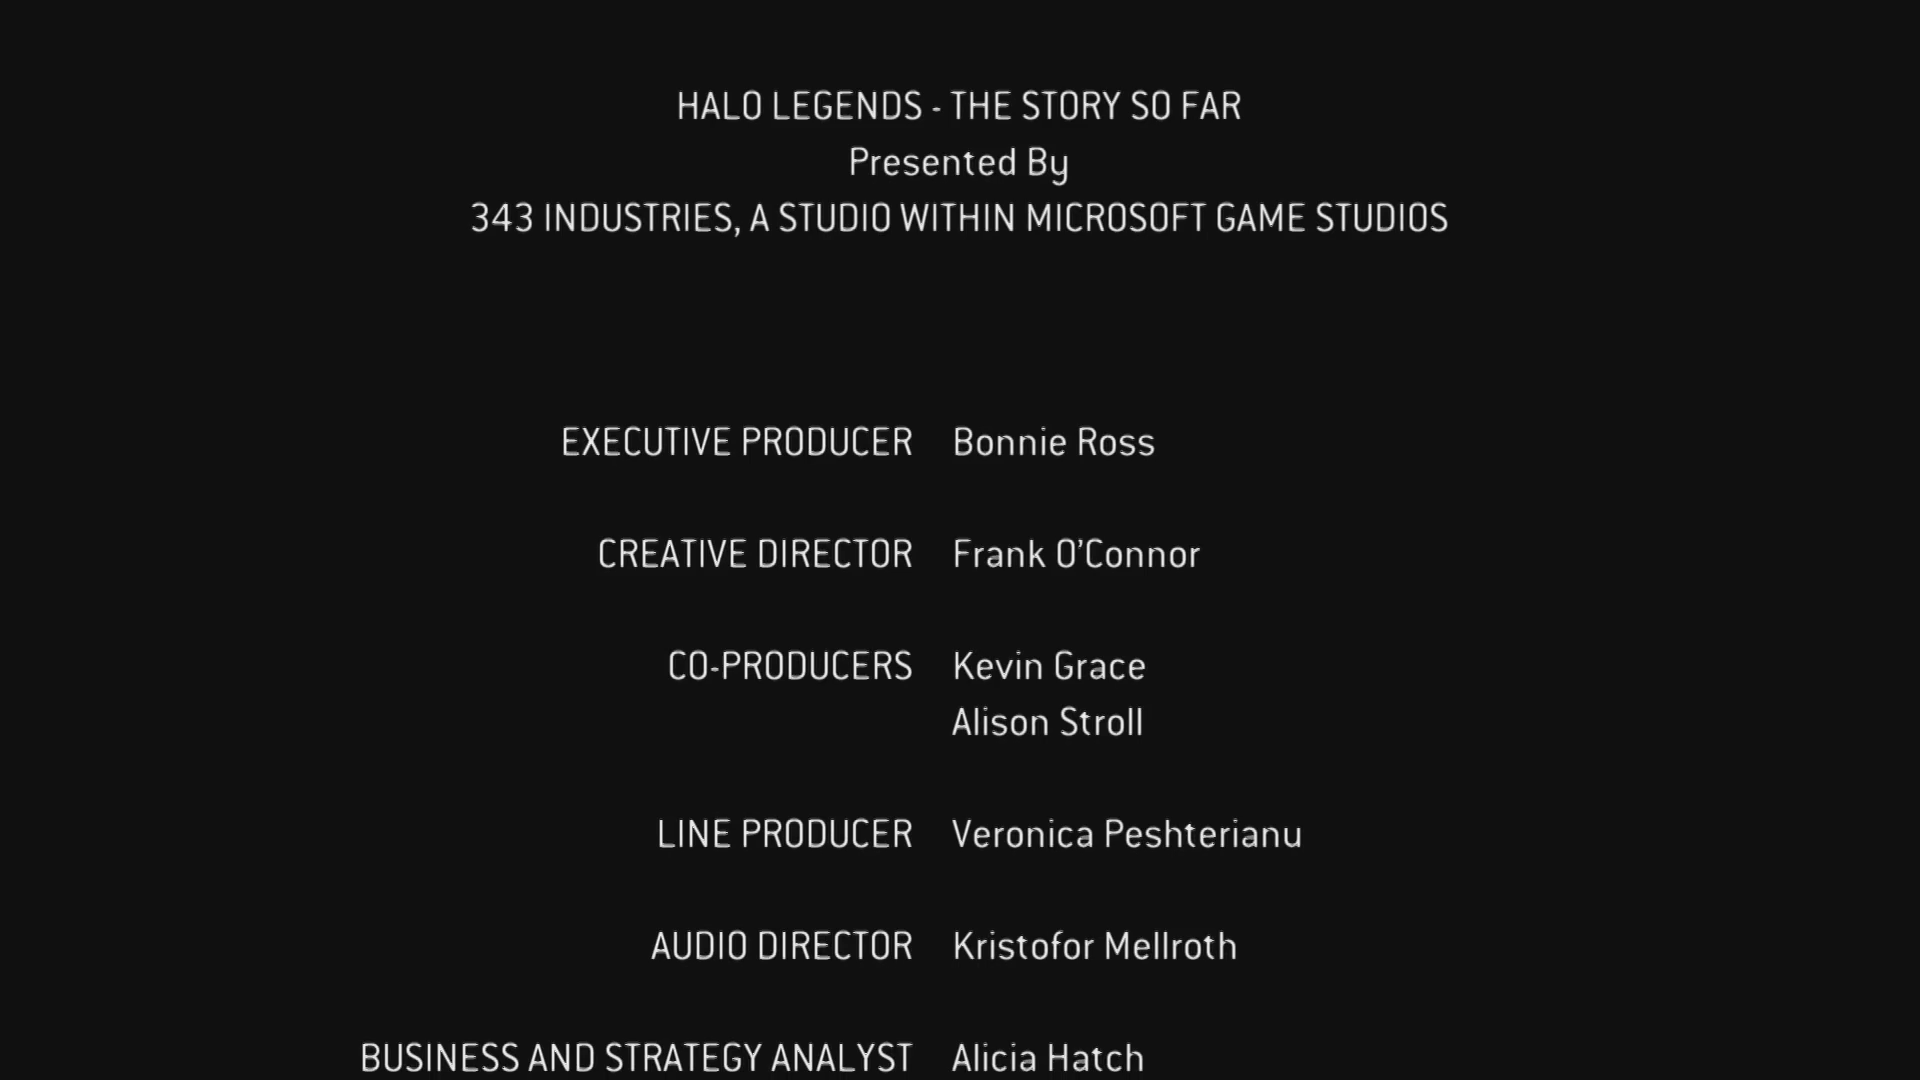 HALO LEGENDS - THE STORY SO FAR
Presented By
343 INDUSTRIES, A STUDIO WITHIN MICROSOFT GAME STUDIOS
EXECUTIVE PRODUCER Bonnie Ross
CREATIVE DIRECTOR Frank O’Connor
CO-PRODUCERS Kevin Grace
Alison Stroll
LINE PRODUCER Veronica Peshterianu
AUDIO DIRECTOR Kristofor Mellroth
BUSINESS AND STRATEGY ANALYST Alicia Hatch